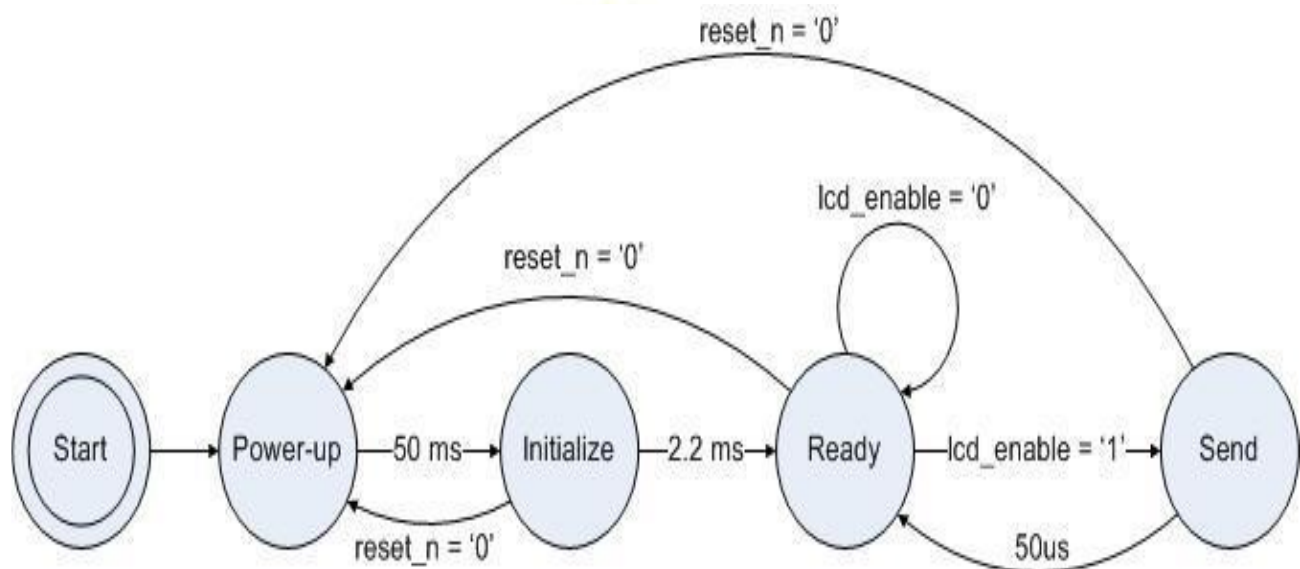 reset_n = ‘0’
lcd_enable = ‘0’
reset_n = ‘0’
Start
Power-up
50 ms
Initialize
2.2 ms
Ready
lcd_enable = ‘1’
Send
reset_n = ‘0’
50us